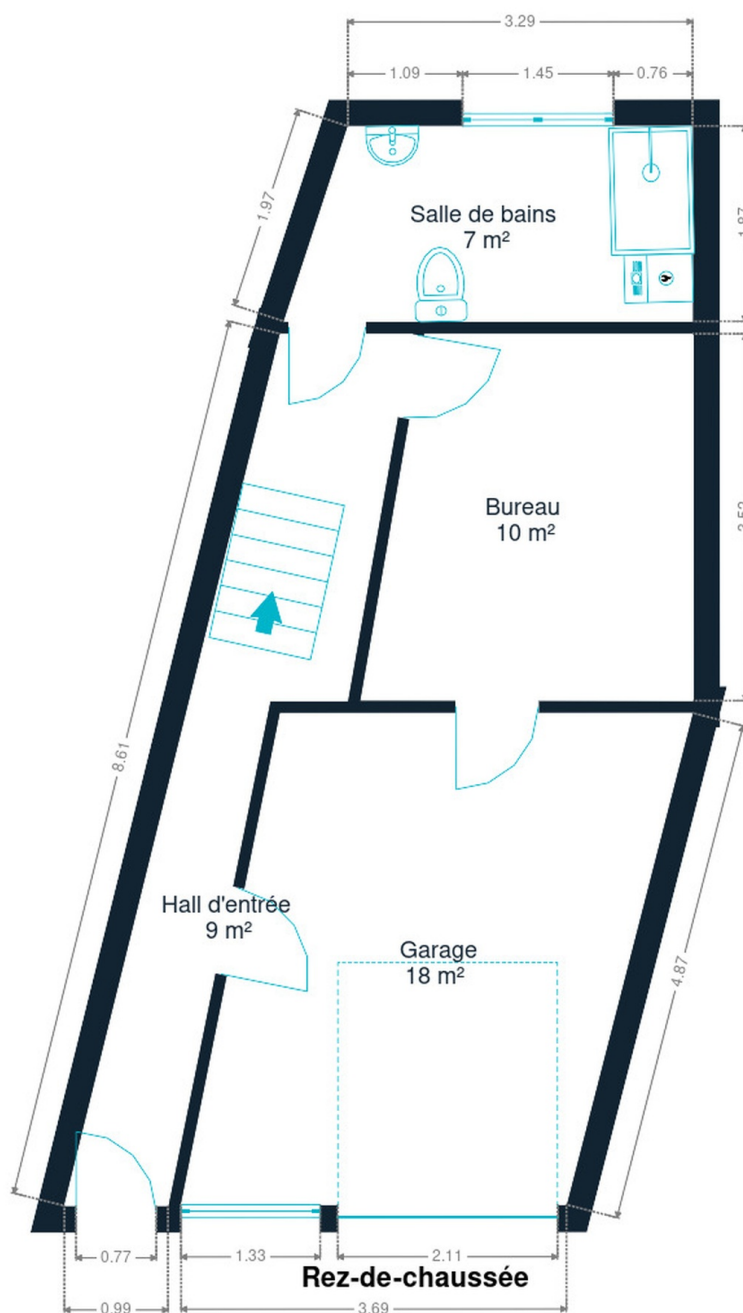 3.29
1.09 1.45 0.76
1.97
Salle de bains
7 m²
1.87
Bureau
10 m²
8.61
Hall d'entrée
9 m²
Garage
18 m²
4.87
0.77 1.33 2.11
Rez-de-chaussée
0.99 3.69